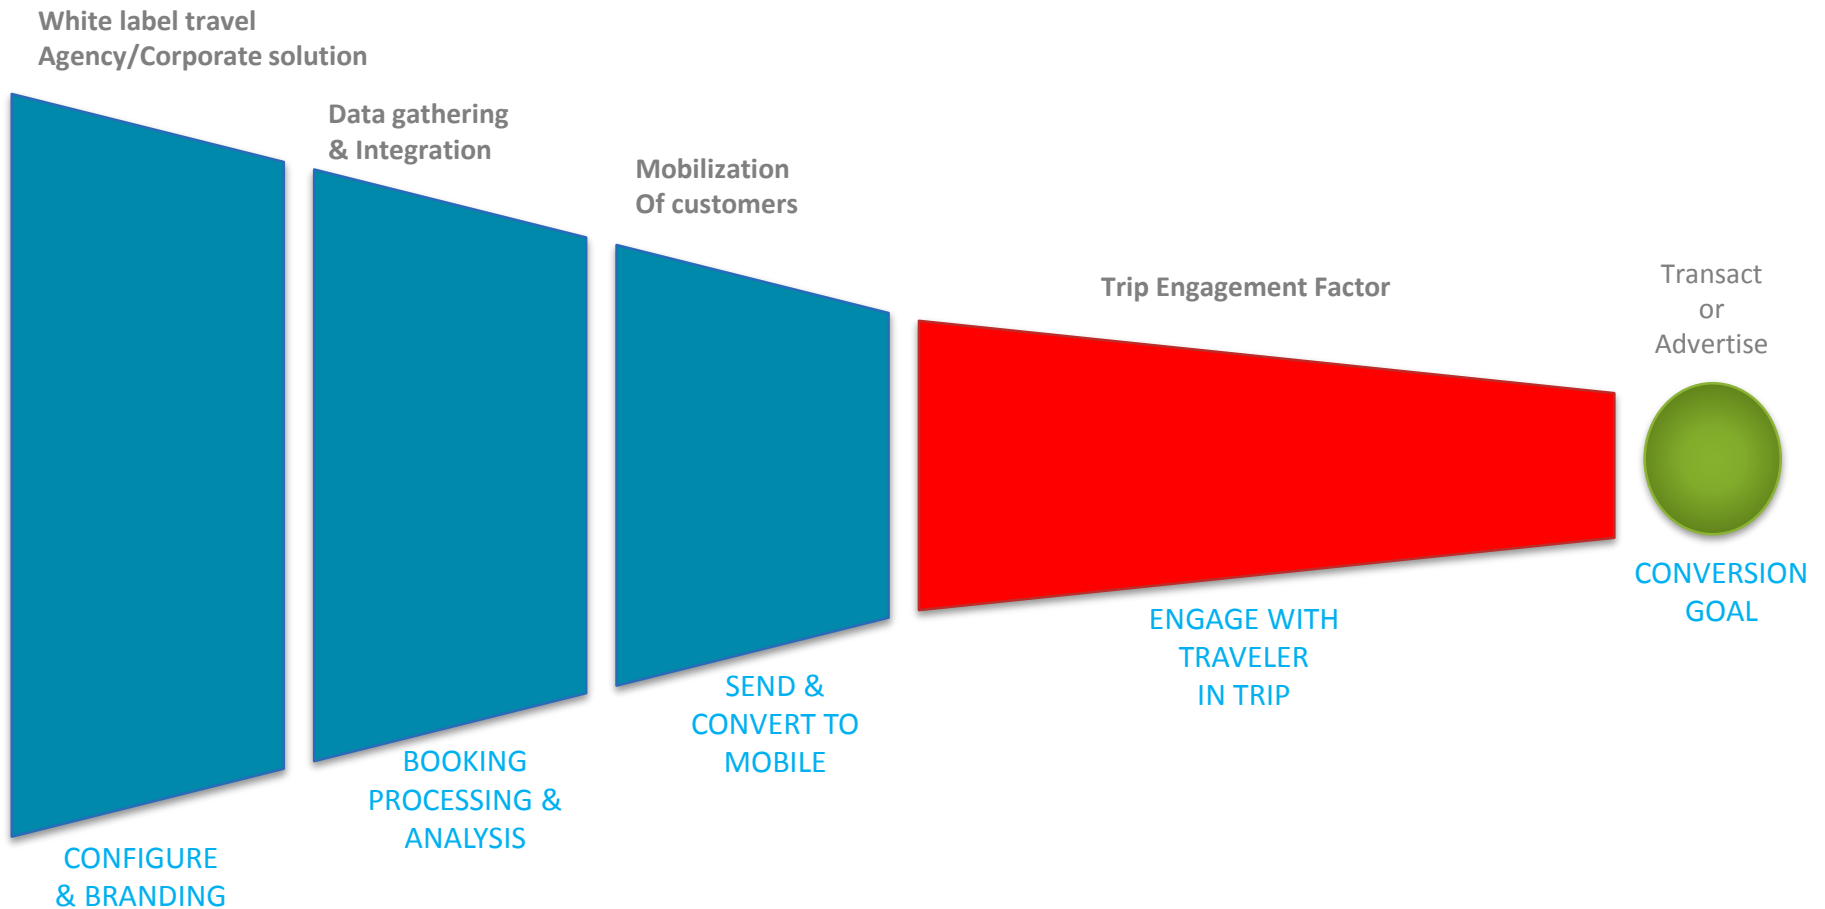 White label travel
Agency/Corporate solution
Data gathering
& Integration
Mobilization
Of customers
Trip Engagement Factor
Transact
or
Advertise
CONFIGURE
& BRANDING
BOOKING
PROCESSING &
ANALYSIS
SEND &
CONVERT TO
MOBILE
ENGAGE WITH
TRAVELER
IN TRIP
CONVERSION
GOAL